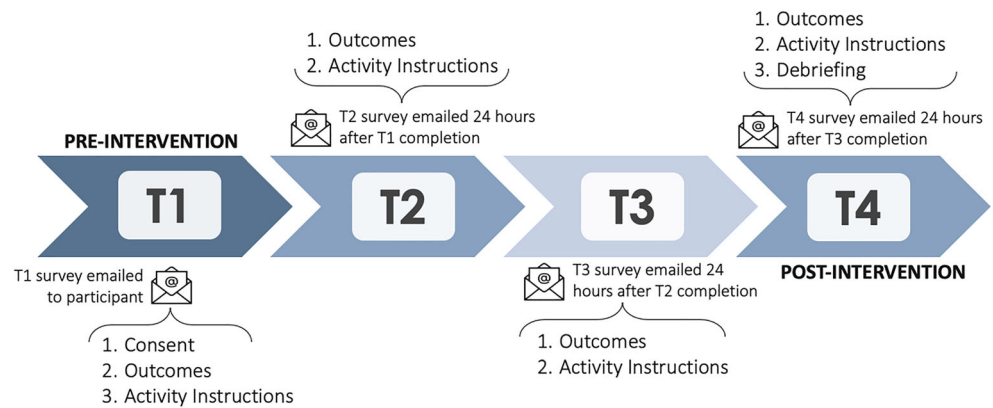 PRE-INTERVENTION
T1
T1 survey emailed
to participant
@
1. Consent
2. Outcomes
3. Activity Instructions
1. Outcomes
2. Activity Instructions
@
T2 survey emailed 24 hours
after T1 completion
T2
T3
@
T3 survey emailed 24
hours after T2 completion
1. Outcomes
2. Activity Instructions
1. Outcomes
2. Activity Instructions
3. Debriefing
@
T4 survey emailed 24 hours
after T3 completion
T4
POST-INTERVENTION